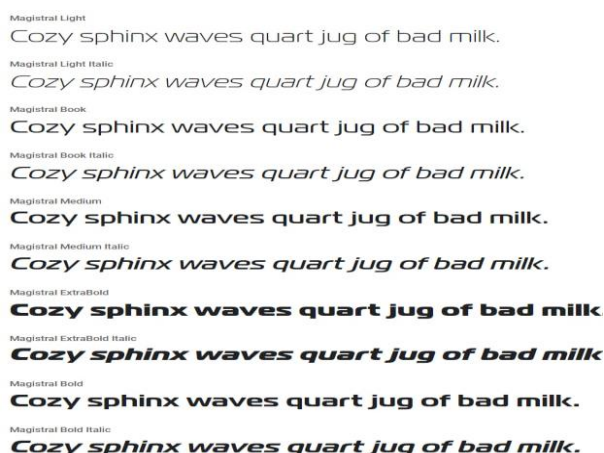 Magistral Light
Cozy sphinx waves quart jug of bad milk.
Magistral Light Italic
Cozy sphinx waves quart jug of bad milk.
Magistral Book
Cozy sphinx waves quart jug of bad milk.
Magistral Book Italic
Cozy sphinx waves quart jug of bad milk.
Magistral Medium
Cozy sphinx waves quart jug of bad milk.
Magistral Medium Italic
Cozy sphinx waves quart jug of bad milk.
Magistral ExtraBold
Cozy sphinx waves quart jug of bad milk.
Magistral ExtraBold Italic
Cozy sphinx waves quart jug of bad milk
Magistral Bold
Cozy sphinx waves quart jug of bad milk.
Magistral Bold Italic
Cozy sphinx waves quart jug of bad milk.